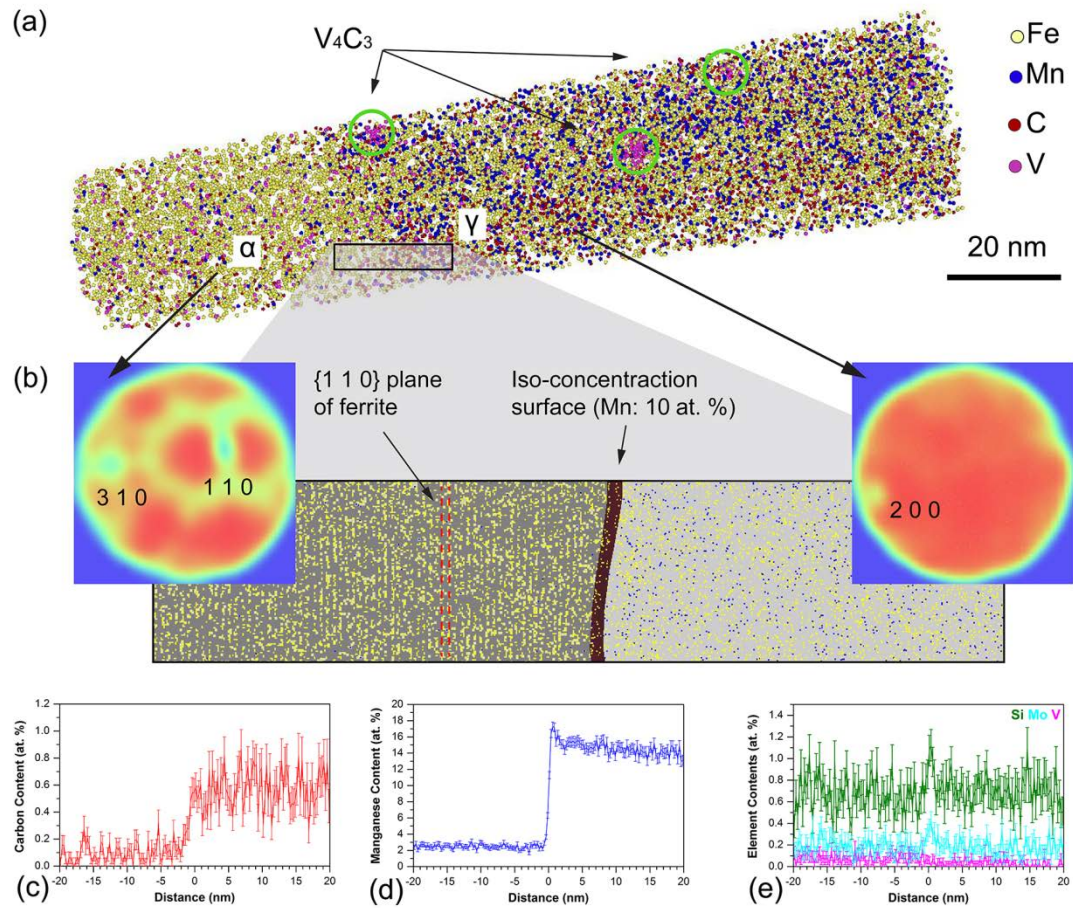 (a)
V₄C₃
Fe
Mn
C
V
α
γ
20 nm
(b)
{1 1 0} plane
of ferrite
Iso-concentraction
surface (Mn: 10 at. %)
3 1 0
1 1 0
2 0 0
1.2
1.0
0.8
0.6
0.4
0.2
0.0
Carbon Content (at. %)
-20 -15 -10 -5 0 5 10 15 20
Distance (nm)
(c)
20
18
16
14
12
10
8
6
4
2
0
Manganese Content (at. %)
-20 -15 -10 -5 0 5 10 15 20
Distance (nm)
(d)
Si Mo V
1.4
1.2
1.0
0.8
0.6
0.4
0.2
0.0
Element Contents (at. %)
-20 -15 -10 -5 0 5 10 15 20
Distance (nm)
(e)